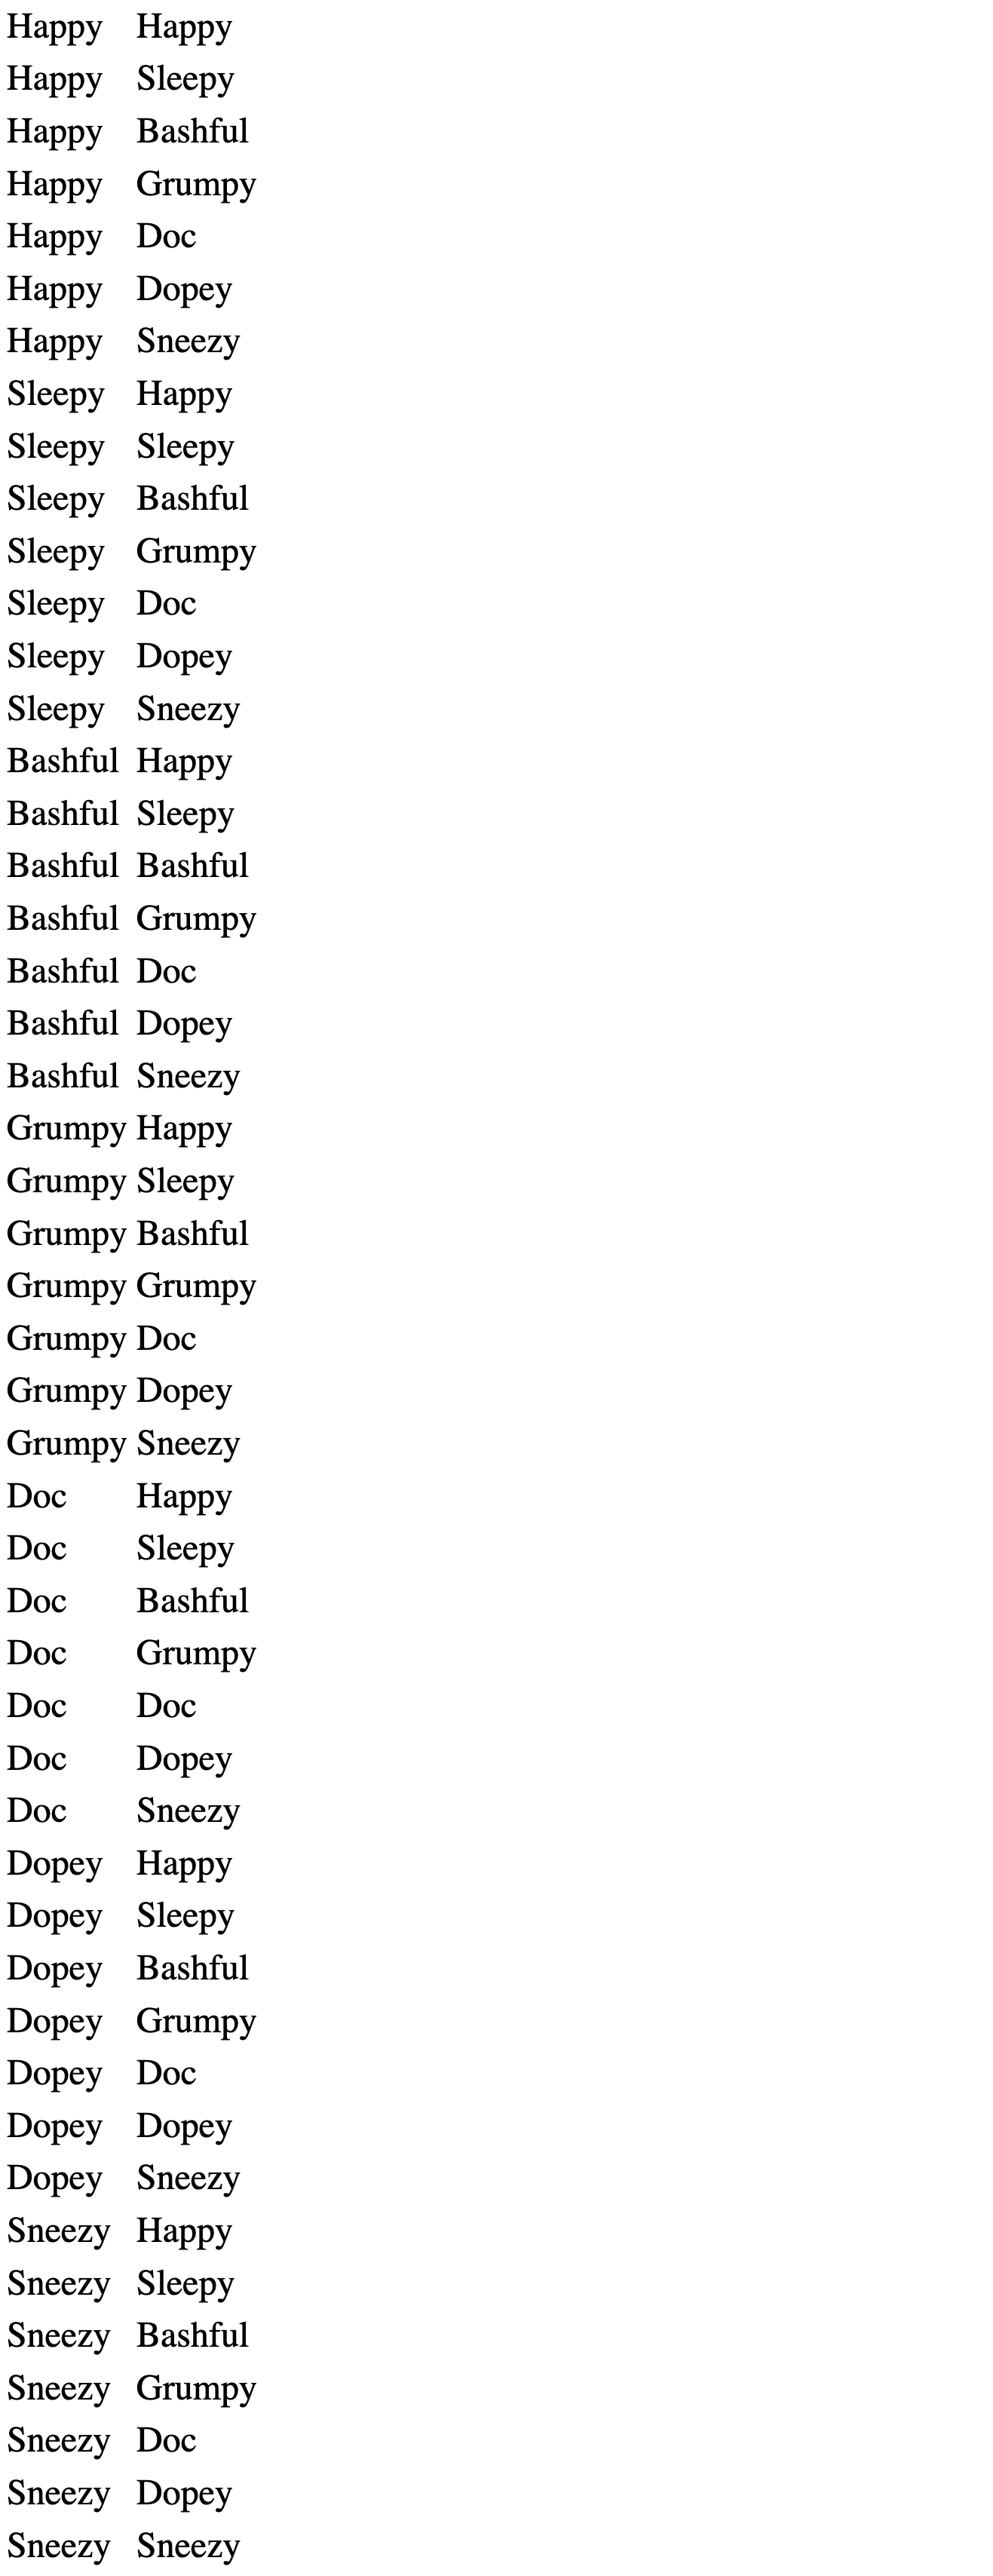 Happy Happy
Happy Sleepy
Happy Bashful
Happy Grumpy
Happy Doc
Happy Dopey
Happy Sneezy
Sleepy Happy
Sleepy Sleepy
Sleepy Bashful
Sleepy Grumpy
Sleepy Doc
Sleepy Dopey
Sleepy Sneezy
Bashful Happy
Bashful Sleepy
Bashful Bashful
Bashful Grumpy
Bashful Doc
Bashful Dopey
Bashful Sneezy
Grumpy Happy
Grumpy Sleepy
Grumpy Bashful
Grumpy Grumpy
Grumpy Doc
Grumpy Dopey
Grumpy Sneezy
Doc Happy
Doc Sleepy
Doc Bashful
Doc Grumpy
Doc Doc
Doc Dopey
Doc Sneezy
Dopey Happy
Dopey Sleepy
Dopey Bashful
Dopey Grumpy
Dopey Doc
Dopey Dopey
Dopey Sneezy
Sneezy Happy
Sneezy Sleepy
Sneezy Bashful
Sneezy Grumpy
Sneezy Doc
Sneezy Dopey
Sneezy Sneezy